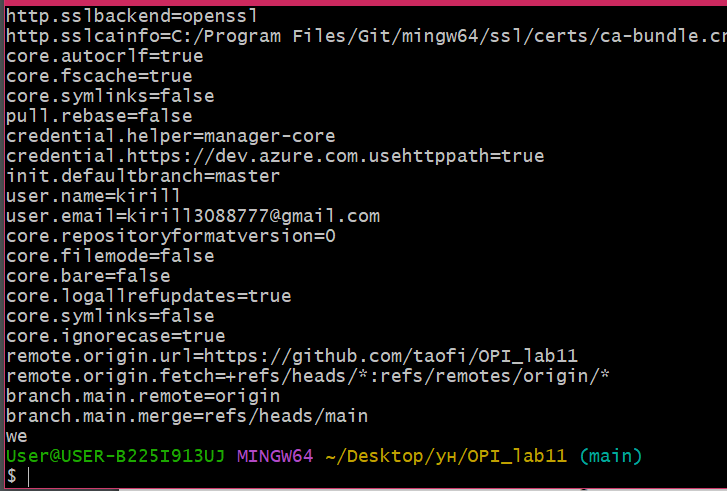 http.sslbackend=openssl
http.sslcainfo=C:/Program Files/Git/mingw64/ssl/certs/ca-bundle.cr
core.autocrlf=true
core.fscache=true
core.symlinks=false
pull.rebase=false
credential.helper=manager-core
credential.https://dev.azure.com.usehttppath=true
init.defaultbranch=master
user.name=kirill
user.email=kirill3088777@gmail.com
core.repositoryformatversion=0
core.filemode=false
core.bare=false
core.logallrefupdates=true
core.symlinks=false
core.ignorecase=true
remote.origin.url=https://github.com/taofi/OPI_lab11
remote.origin.fetch=+refs/heads/*:refs/remotes/origin/*
branch.main.remote=origin
branch.main.merge=refs/heads/main
we
User@USER-B225I913UJ MINGW64 ~/Desktop/ун/OPI_lab11 (main)
$